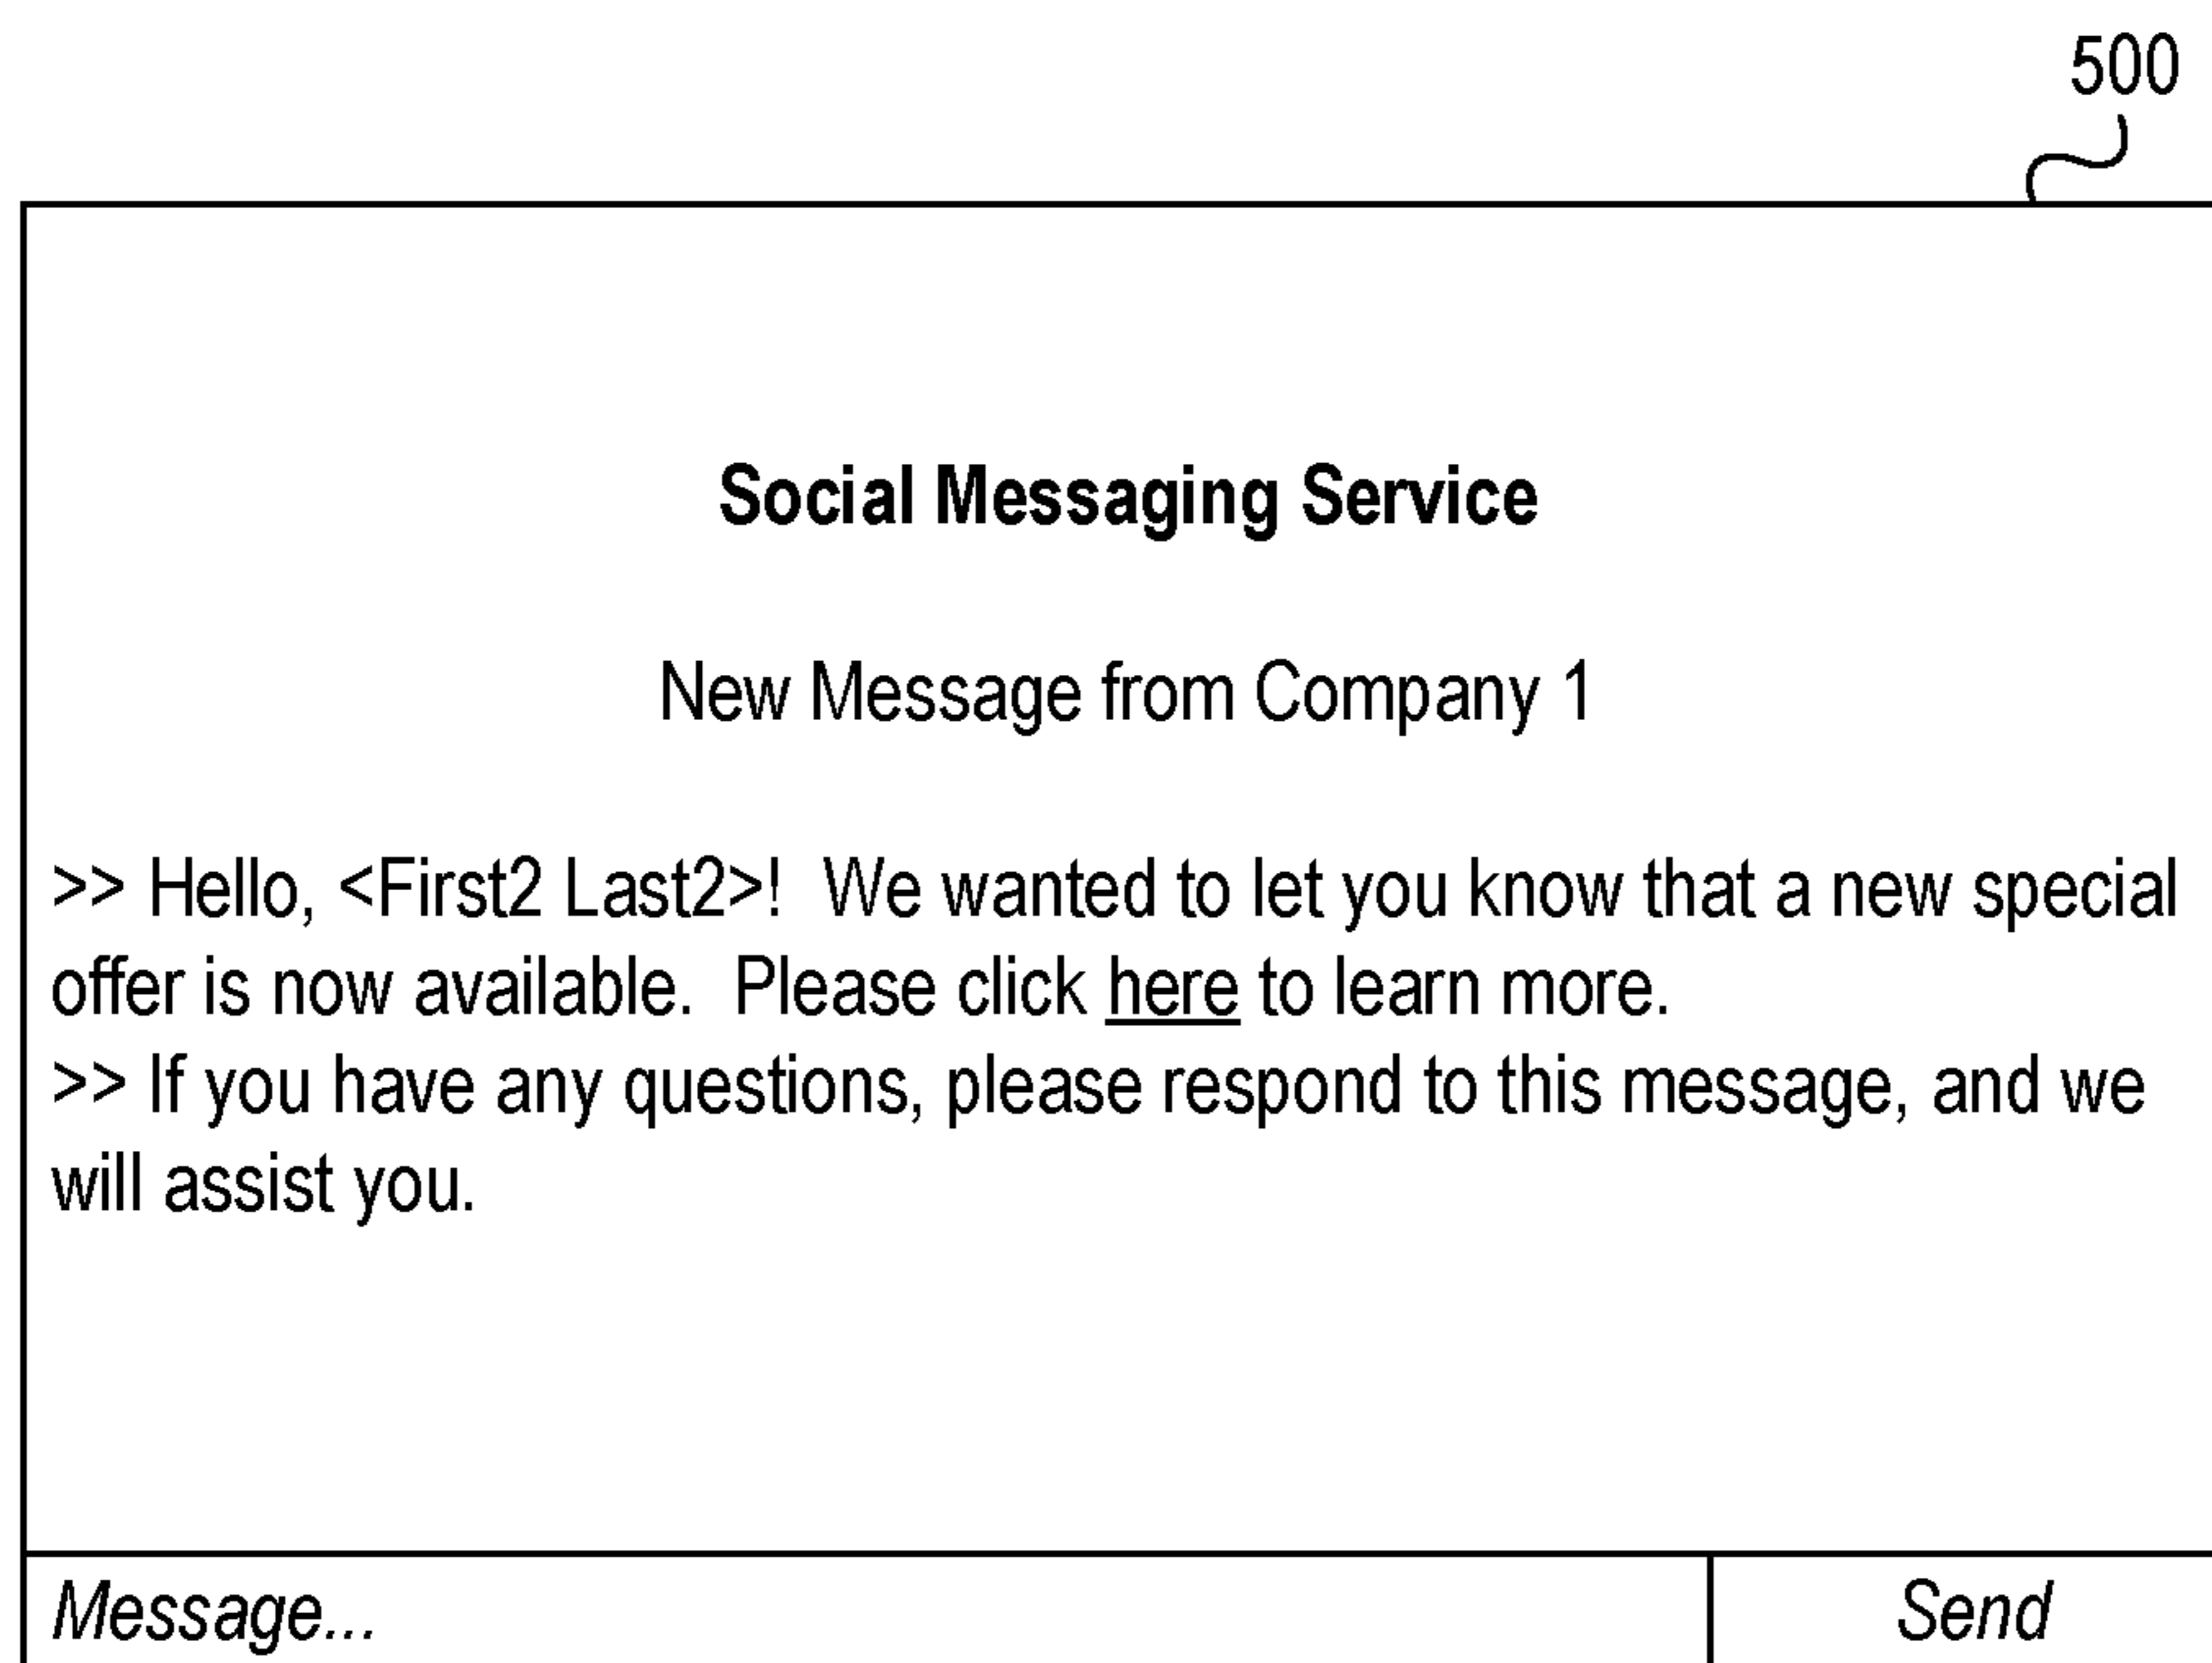 500
Social Messaging Service
New Message from Company 1
>> Hello, <First2 Last2>!  We wanted to let you know that a new special
offer is now available.  Please click here to learn more.
>> If you have any questions, please respond to this message, and we
will assist you.
Message... Send